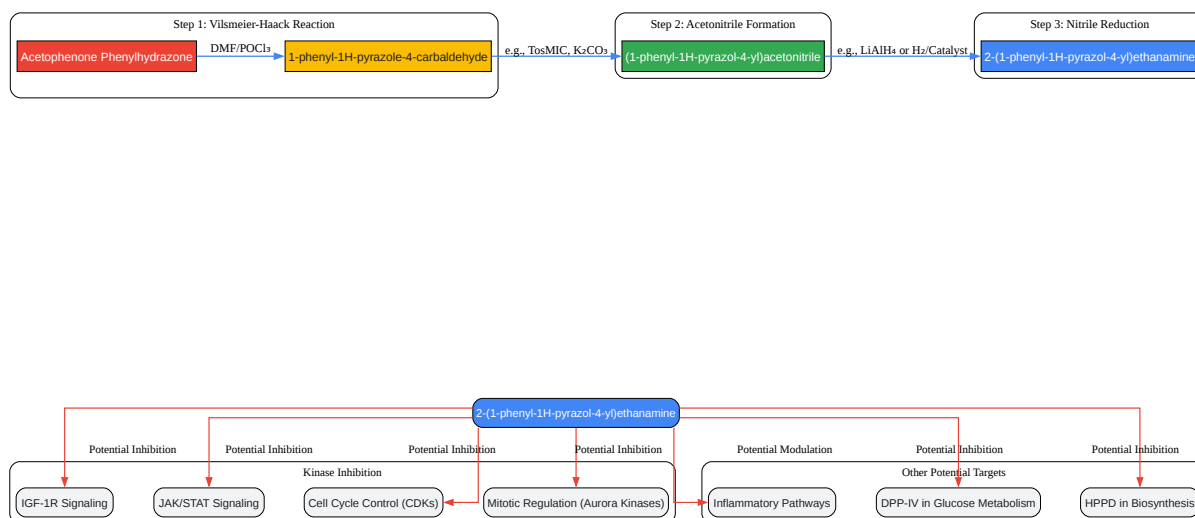 Step 1: Vilsmeier-Haack Reaction
Step 2: Acetonitrile Formation
Step 3: Nitrile Reduction
Acetophenone Phenylhydrazone
DMF/POCl₃
1-phenyl-1H-pyrazole-4-carbaldehyde
e.g., TosMIC, K₂CO₃
(1-phenyl-1H-pyrazol-4-yl)acetonitrile
e.g., LiAlH₄ or H₂/Catalyst
2-(1-phenyl-1H-pyrazol-4-yl)ethanamine
2-(1-phenyl-1H-pyrazol-4-yl)ethanamine
Potential Inhibition
Potential Inhibition
Potential Inhibition
Potential Inhibition
Potential Modulation
Potential Inhibition
Potential Inhibition
Kinase Inhibition
Other Potential Targets
IGF-1R Signaling
JAK/STAT Signaling
Cell Cycle Control (CDKs)
Mitotic Regulation (Aurora Kinases)
Inflammatory Pathways
DPP-IV in Glucose Metabolism
HPPD in Biosynthesis